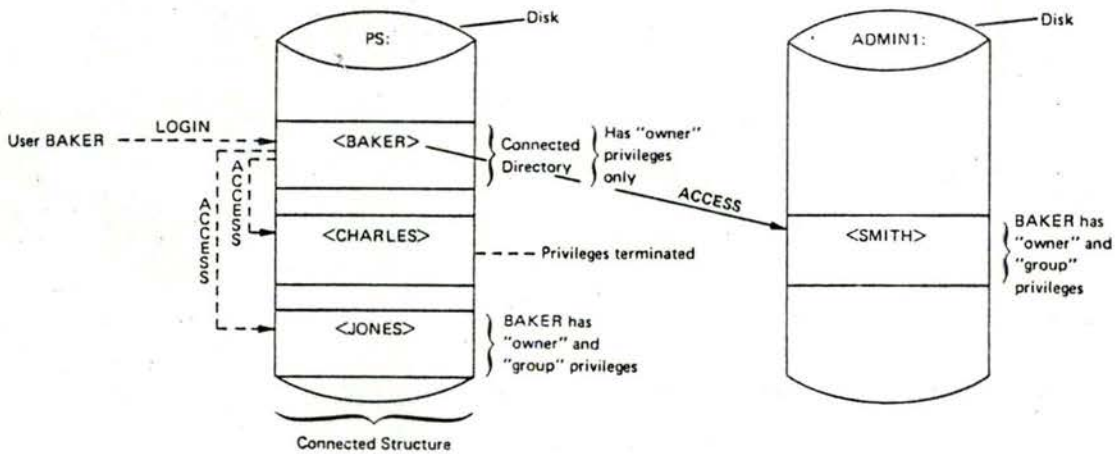 Disk
PS:
Disk
ADMIN1:
User BAKER
LOGIN
<BAKER>
Connected
Directory
Has "owner"
privileges
only
ACCESS
ACCESS
ACCESS
<CHARLES>
Privileges terminated
<SMITH>
BAKER has
"owner" and
"group"
privileges
<JONES>
BAKER has
"owner" and
"group" privileges
Connected Structure